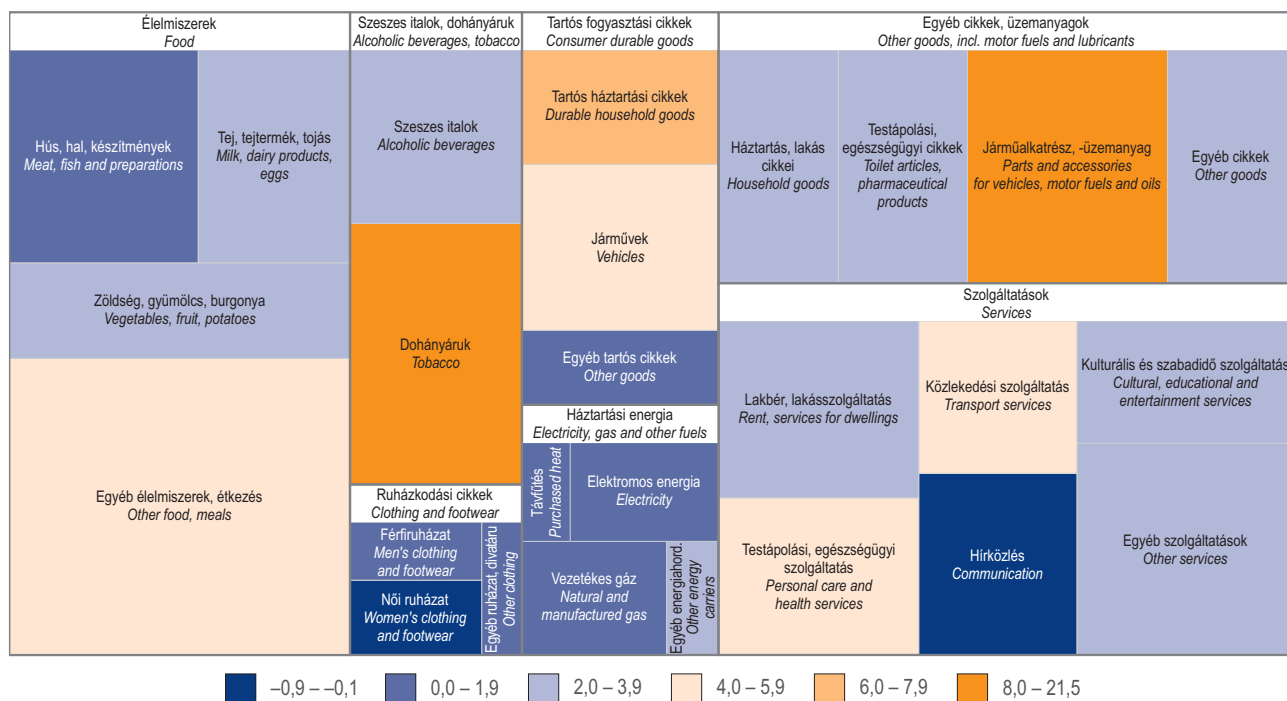 Élelmiszerek
Food
Hús, hal, készítmények
Meat, fish and preparations
Tej, tejtermék, tojás
Milk, dairy products,
eggs
Zöldség, gyümölcs, burgonya
Vegetables, fruit, potatoes
Egyéb élelmiszerek, étkezés
Other food, meals
Szeszes italok, dohányáruk
Alcoholic beverages, tobacco
Szeszes italok
Alcoholic beverages
Dohányáruk
Tobacco
Ruházkodási cikkek
Clothing and footwear
Férfiruházat
Men's clothing
and footwear
Női ruházat
Women's clothing
and footwear
Egyéb ruházat, divatáru
Other clothing
Tartós fogyasztási cikkek
Consumer durable goods
Tartós háztartási cikkek
Durable household goods
Járművek
Vehicles
Egyéb tartós cikkek
Other goods
Háztartási energia
Electricity, gas and other fuels
Távfűtés
Purchased heat
Elektromos energia
Electricity
Vezetékes gáz
Natural and
manufactured gas
Egyéb energiahord.
Other energy
carriers
Egyéb cikkek, üzemanyagok
Other goods, incl. motor fuels and lubricants
Háztartás, lakás
cikkei
Household goods
Testápolási,
egészségügyi cikkek
Toilet articles,
pharmaceutical
products
Járműalkatrész, -üzemanyag
Parts and accessories
for vehicles, motor fuels and oils
Egyéb cikkek
Other goods
Szolgáltatások
Services
Lakbér, lakásszolgáltatás
Rent, services for dwellings
Testápolási, egészségügyi
szolgáltatás
Personal care and
health services
Közlekedési szolgáltatás
Transport services
Hírközlés
Communication
Kulturális és szabadidő szolgáltatás
Cultural, educational and
entertainment services
Egyéb szolgáltatások
Other services
–0,9 – –0,1
0,0 – 1,9
2,0 – 3,9
4,0 – 5,9
6,0 – 7,9
8,0 – 21,5